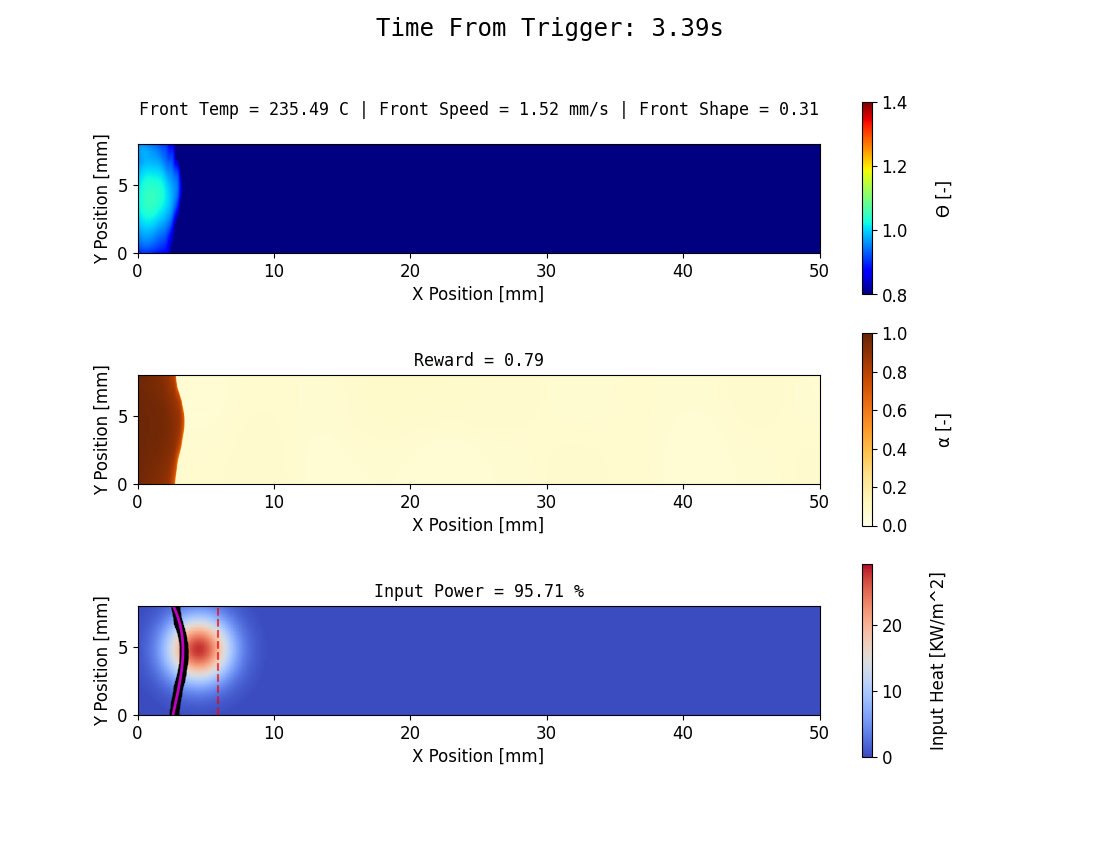 Time From Trigger: 3.39s
Front Temp = 235.49 C | Front Speed = 1.52 mm/s | Front Shape = 0.31
Y Position [mm]
5
0
0 10 20 30 40 50
X Position [mm]
1.4
1.2
1.0
0.8
Θ [-]
Reward = 0.79
Y Position [mm]
5
0
0 10 20 30 40 50
X Position [mm]
1.0
0.8
0.6
0.4
0.2
0.0
α [-]
Input Power = 95.71 %
Y Position [mm]
5
0
0 10 20 30 40 50
X Position [mm]
20
10
0
Input Heat [KW/m^2]